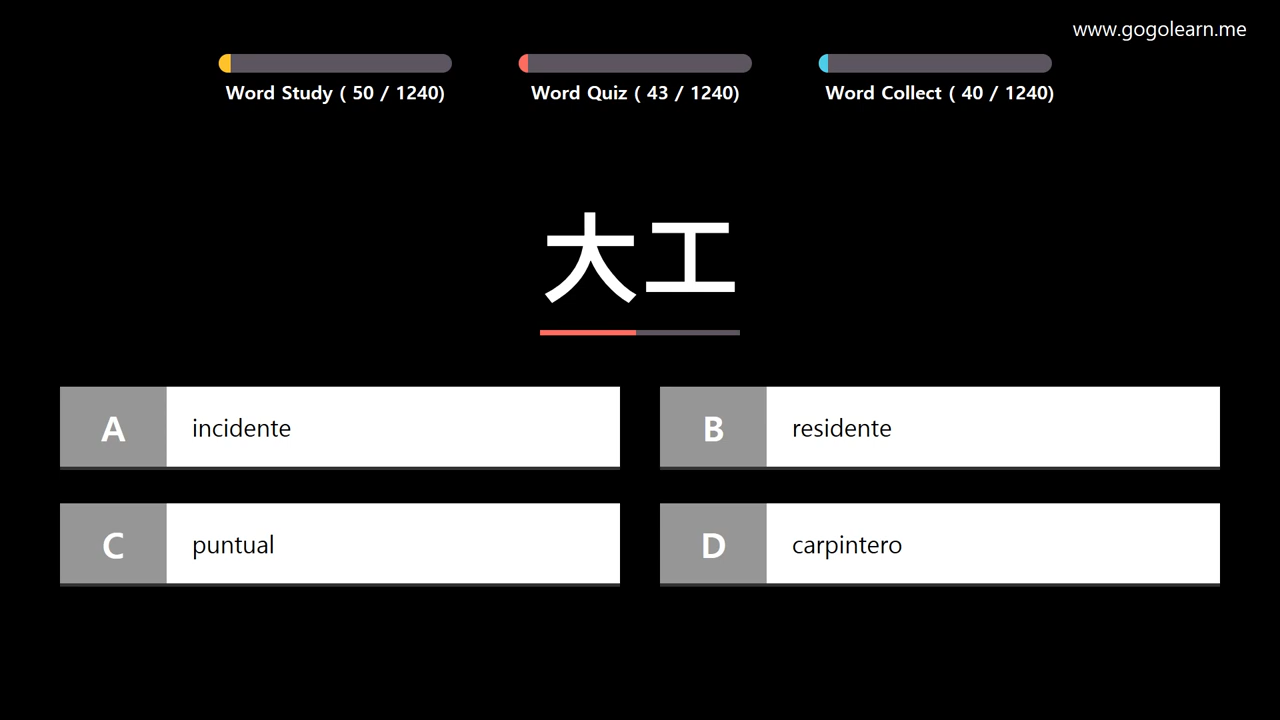 www.gogolearn.me
Word Study ( 50 / 1240)
Word Quiz ( 43 / 1240)
Word Collect ( 40 / 1240)
大工
A incidente
B residente
C puntual
D carpintero